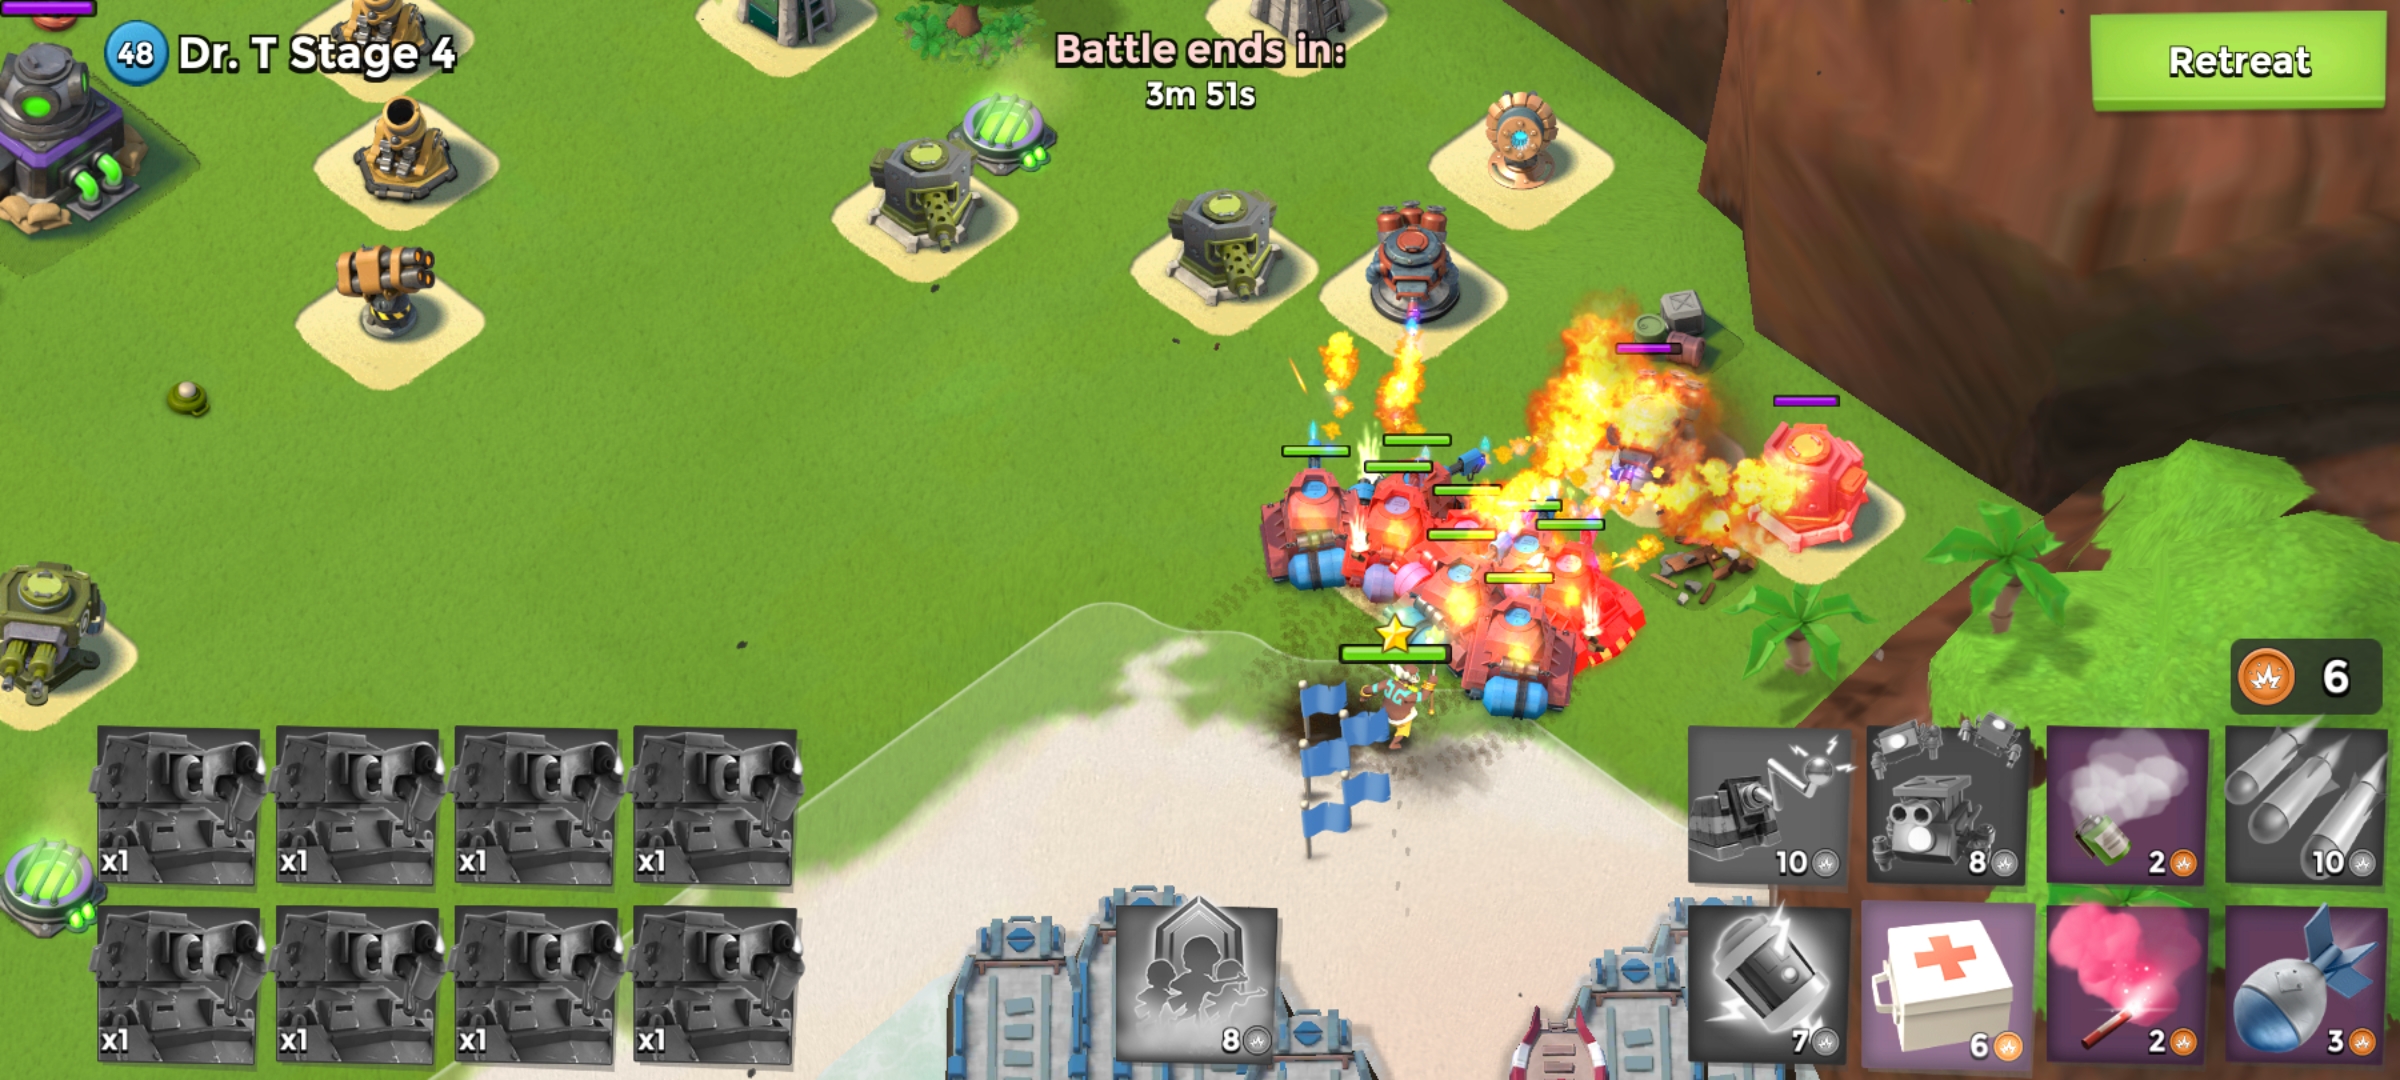 48 Dr. T Stage 4
Battle ends in:
3m 51s
Retreat
6
x1 x1 x1 x1
10 8 2 10
x1 x1 x1 x1
8
7 6 2 3